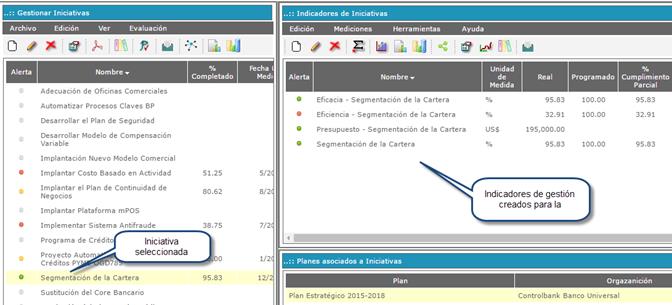 ..:: Gestionar Iniciativas
Archivo Edición Ver Evaluación
Alerta Nombre % Completado Fecha Medi
Adecuación de Oficinas Comerciales
Automatizar Procesos Claves BP
Desarrollar el Plan de Seguridad
Desarrollar Modelo de Compensación
Variable
Implantación Nuevo Modelo Comercial
Implantar Costo Basado en Actividad 51.25 5/20
Implantar el Plan de Continuidad de
Negocios 80.62 8/20
Implantar Plataforma mPOS
Implementar Sistema Antifraude 38.75 7/20
Programa de Crédito
Iniciativa
seleccionada
Proyecto Automa .00 1/20
Créditos PYME
Segmentación de la Cartera 95.83 12/2
Sustitución del Core Bancario
..:: Indicadores de Iniciativas
Edición Mediciones Herramientas Ayuda
Alerta Nombre Unidad de Medida Real Programado % Cumplimiento Parcial
Eficacia - Segmentación de la Cartera % 95.83 100.00 95.83
Eficiencia - Segmentación de la Cartera % 32.91 100.00 32.91
Presupuesto - Segmentación de la Cartera US$ 195,000.00
Segmentación de la Cartera % 95.83 100.00 95.83
Indicadores de gestión
creados para la
..:: Planes asociados a Iniciativas
Plan Organización
Plan Estratégico 2015-2018 Controlbank Banco Universal